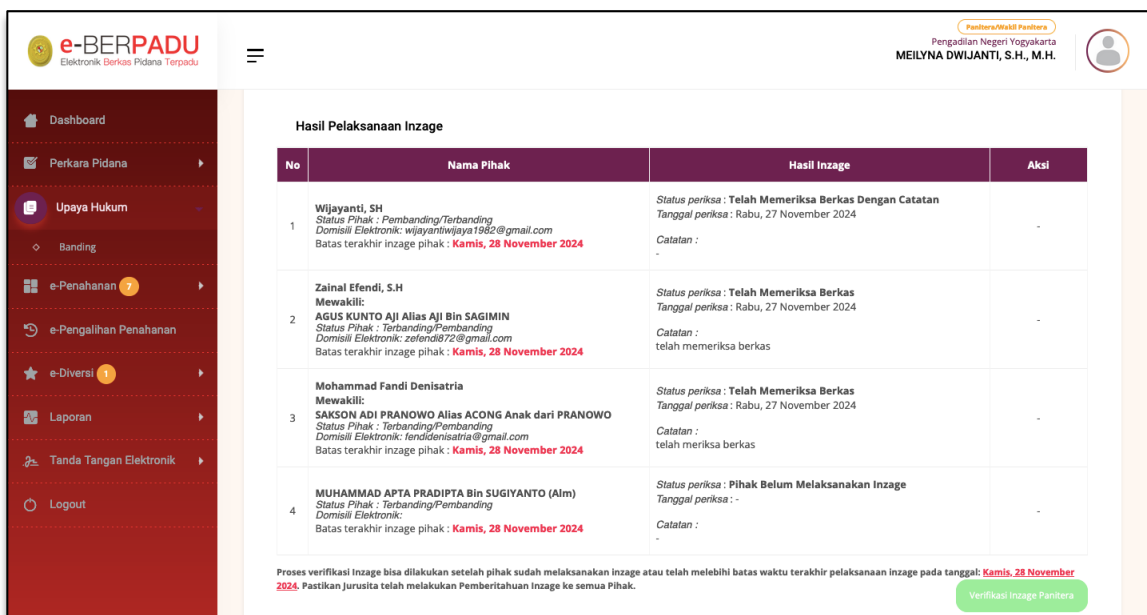 e-BERPADU
Elektronik Berkas Pidana Terpadu
Panitera/Wakil Panitera
Pengadilan Negeri Yogyakarta
MEILYNA DWIJANTI, S.H., M.H.
Dashboard
Perkara Pidana
Upaya Hukum
Banding
e-Penahanan 7
e-Pengalihan Penahanan
e-Diversi 1
Laporan
Tanda Tangan Elektronik
Logout
Hasil Pelaksanaan Inzage
No Nama Pihak Hasil Inzage Aksi
1
Wijayanti, SH
Status Pihak : Pembanding/Terbanding
Domisili Elektronik: wijayantiwijaya1982@gmail.com
Batas terakhir inzage pihak : Kamis, 28 November 2024
Status periksa : Telah Memeriksa Berkas Dengan Catatan
Tanggal periksa : Rabu, 27 November 2024
Catatan :
-
-
2
Zainal Efendi, S.H
Mewakili:
AGUS KUNTO AJI Alias AJI Bin SAGIMIN
Status Pihak : Terbanding/Pembanding
Domisili Elektronik: zefendi872@gmail.com
Batas terakhir inzage pihak : Kamis, 28 November 2024
Status periksa : Telah Memeriksa Berkas
Tanggal periksa : Rabu, 27 November 2024
Catatan :
telah memeriksa berkas
-
3
Mohammad Fandi Denisatria
Mewakili:
SAKSON ADI PRANOWO Alias ACONG Anak dari PRANOWO
Status Pihak : Terbanding/Pembanding
Domisili Elektronik: fendidenisatria@gmail.com
Batas terakhir inzage pihak : Kamis, 28 November 2024
Status periksa : Telah Memeriksa Berkas
Tanggal periksa : Rabu, 27 November 2024
Catatan :
telah meriksa berkas
-
4
MUHAMMAD APTA PRADIPTA Bin SUGIYANTO (Alm)
Status Pihak : Terbanding/Pembanding
Domisili Elektronik:
Batas terakhir inzage pihak : Kamis, 28 November 2024
Status periksa : Pihak Belum Melaksanakan Inzage
Tanggal periksa : -
Catatan :
-
-
Proses verifikasi Inzage bisa dilakukan setelah pihak sudah melaksanakan inzage atau telah melebihi batas waktu terakhir pelaksanaan inzage pada tanggal: Kamis, 28 November
2024. Pastikan Jurusita telah melakukan Pemberitahuan Inzage ke semua Pihak.
Verifikasi Inzage Panitera